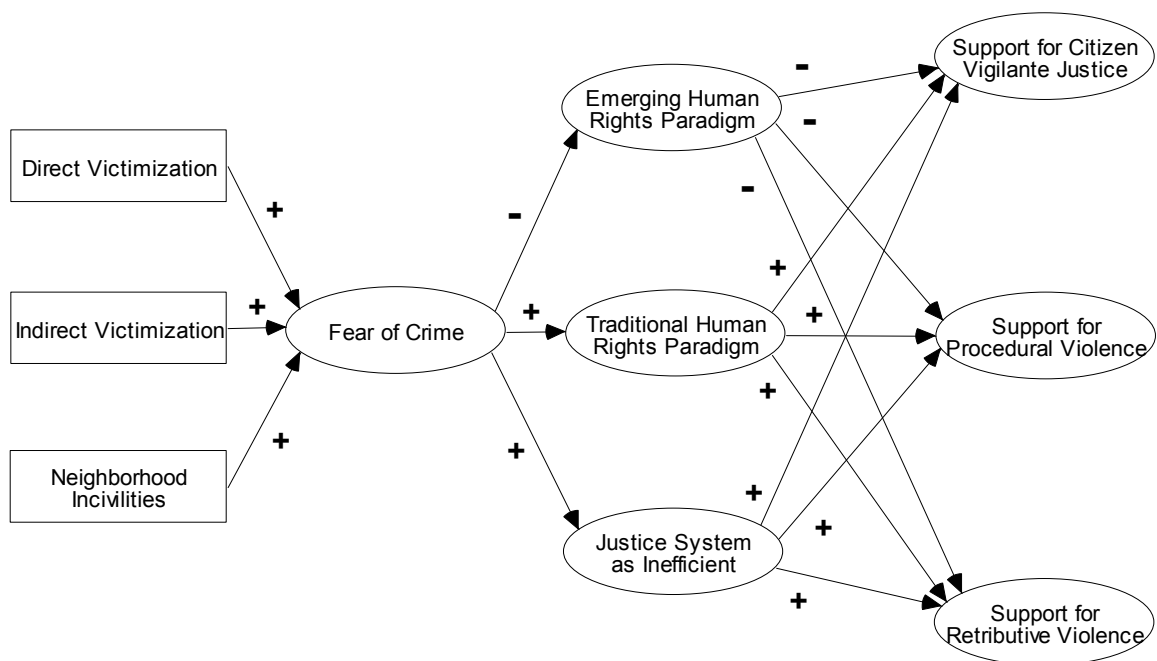 Direct Victimization
Indirect Victimization
Neighborhood
Incivilities
+
+
+
Fear of Crime
-
+
+
Emerging Human
Rights Paradigm
Traditional Human
Rights Paradigm
Justice System
as Inefficient
-
-
-
+
+
+
+
+
+
Support for Citizen
Vigilante Justice
Support for
Procedural Violence
Support for
Retributive Violence